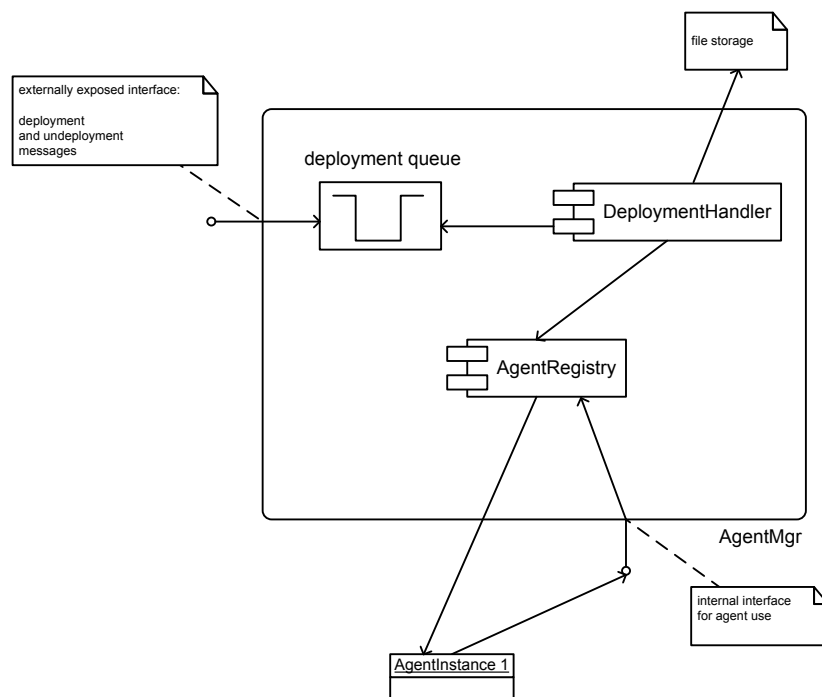 file storage
externally exposed interface:
deployment
and undeployment
messages
deployment queue
DeploymentHandler
AgentRegistry
AgentMgr
internal interface
for agent use
AgentInstance 1